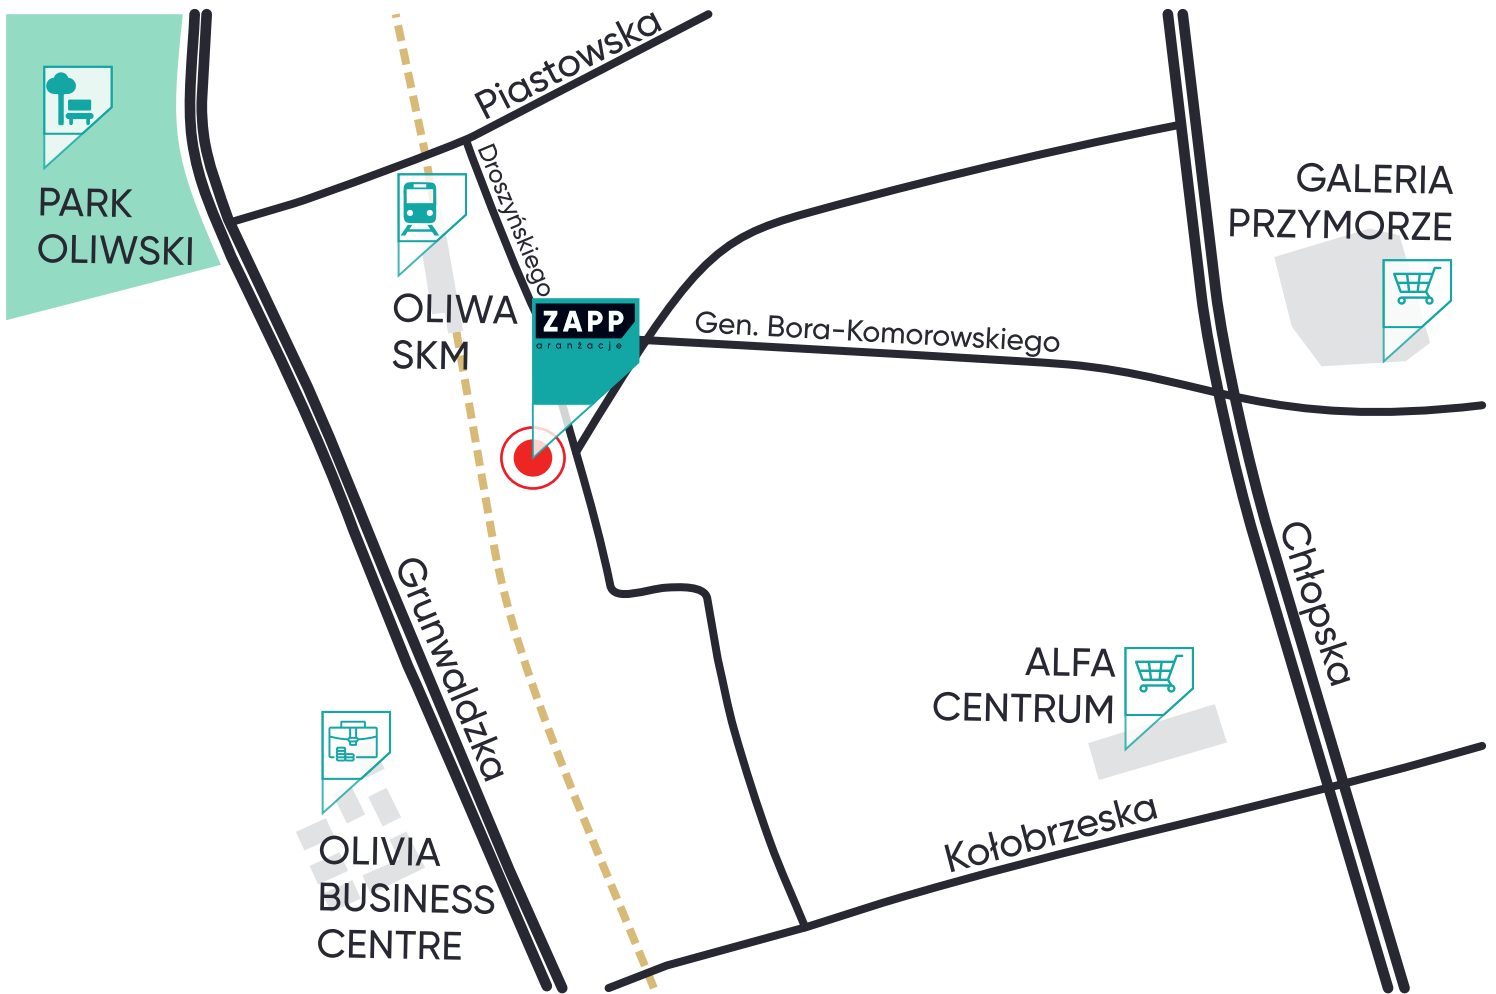 Piastowska
PARK
OLIWSKI
Droszyńskiego
GALERIA
PRZYMORZE
OLIWA
SKM
ZAPP
aranżacje
Gen. Bora-Komorowskiego
Grunwaldzka
Chłopska
ALFA
CENTRUM
Kołobrzeska
OLIVIA
BUSINESS
CENTRE